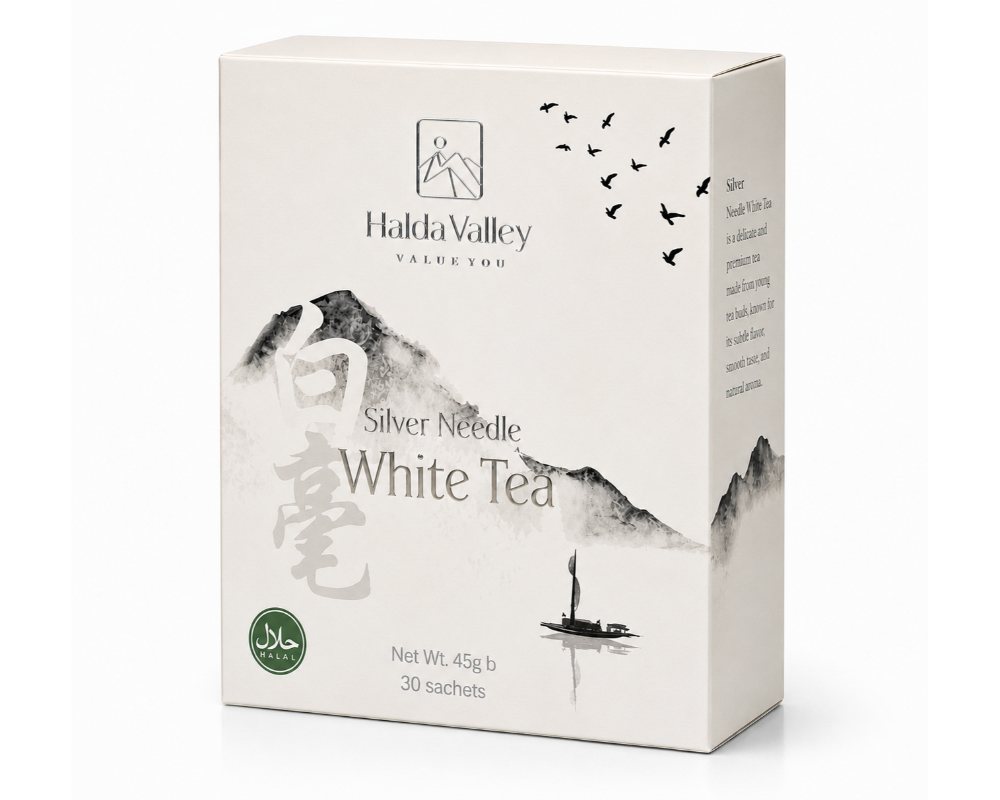 Halda Valley
VALUE YOU
白
毫
Silver Needle
White Tea
حلال
HALAL
Net Wt. 45g b
30 sachets
Silver
Needle White Tea
is a delicate and
premium tea
made from young
tea buds, known for
its subtle flavor,
smooth taste, and
natural aroma.